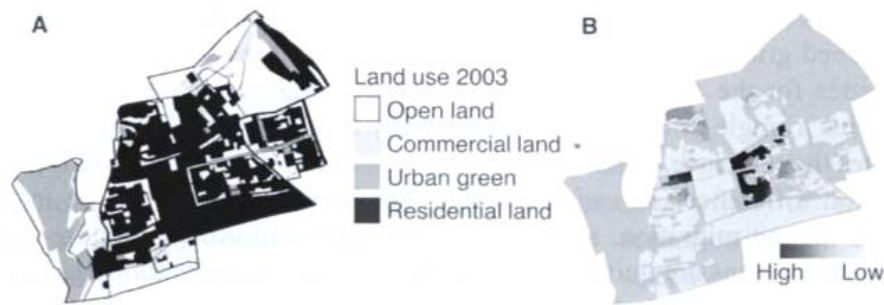 A
B
Land use 2003
Open land
Commercial land
Urban green
Residential land
High Low